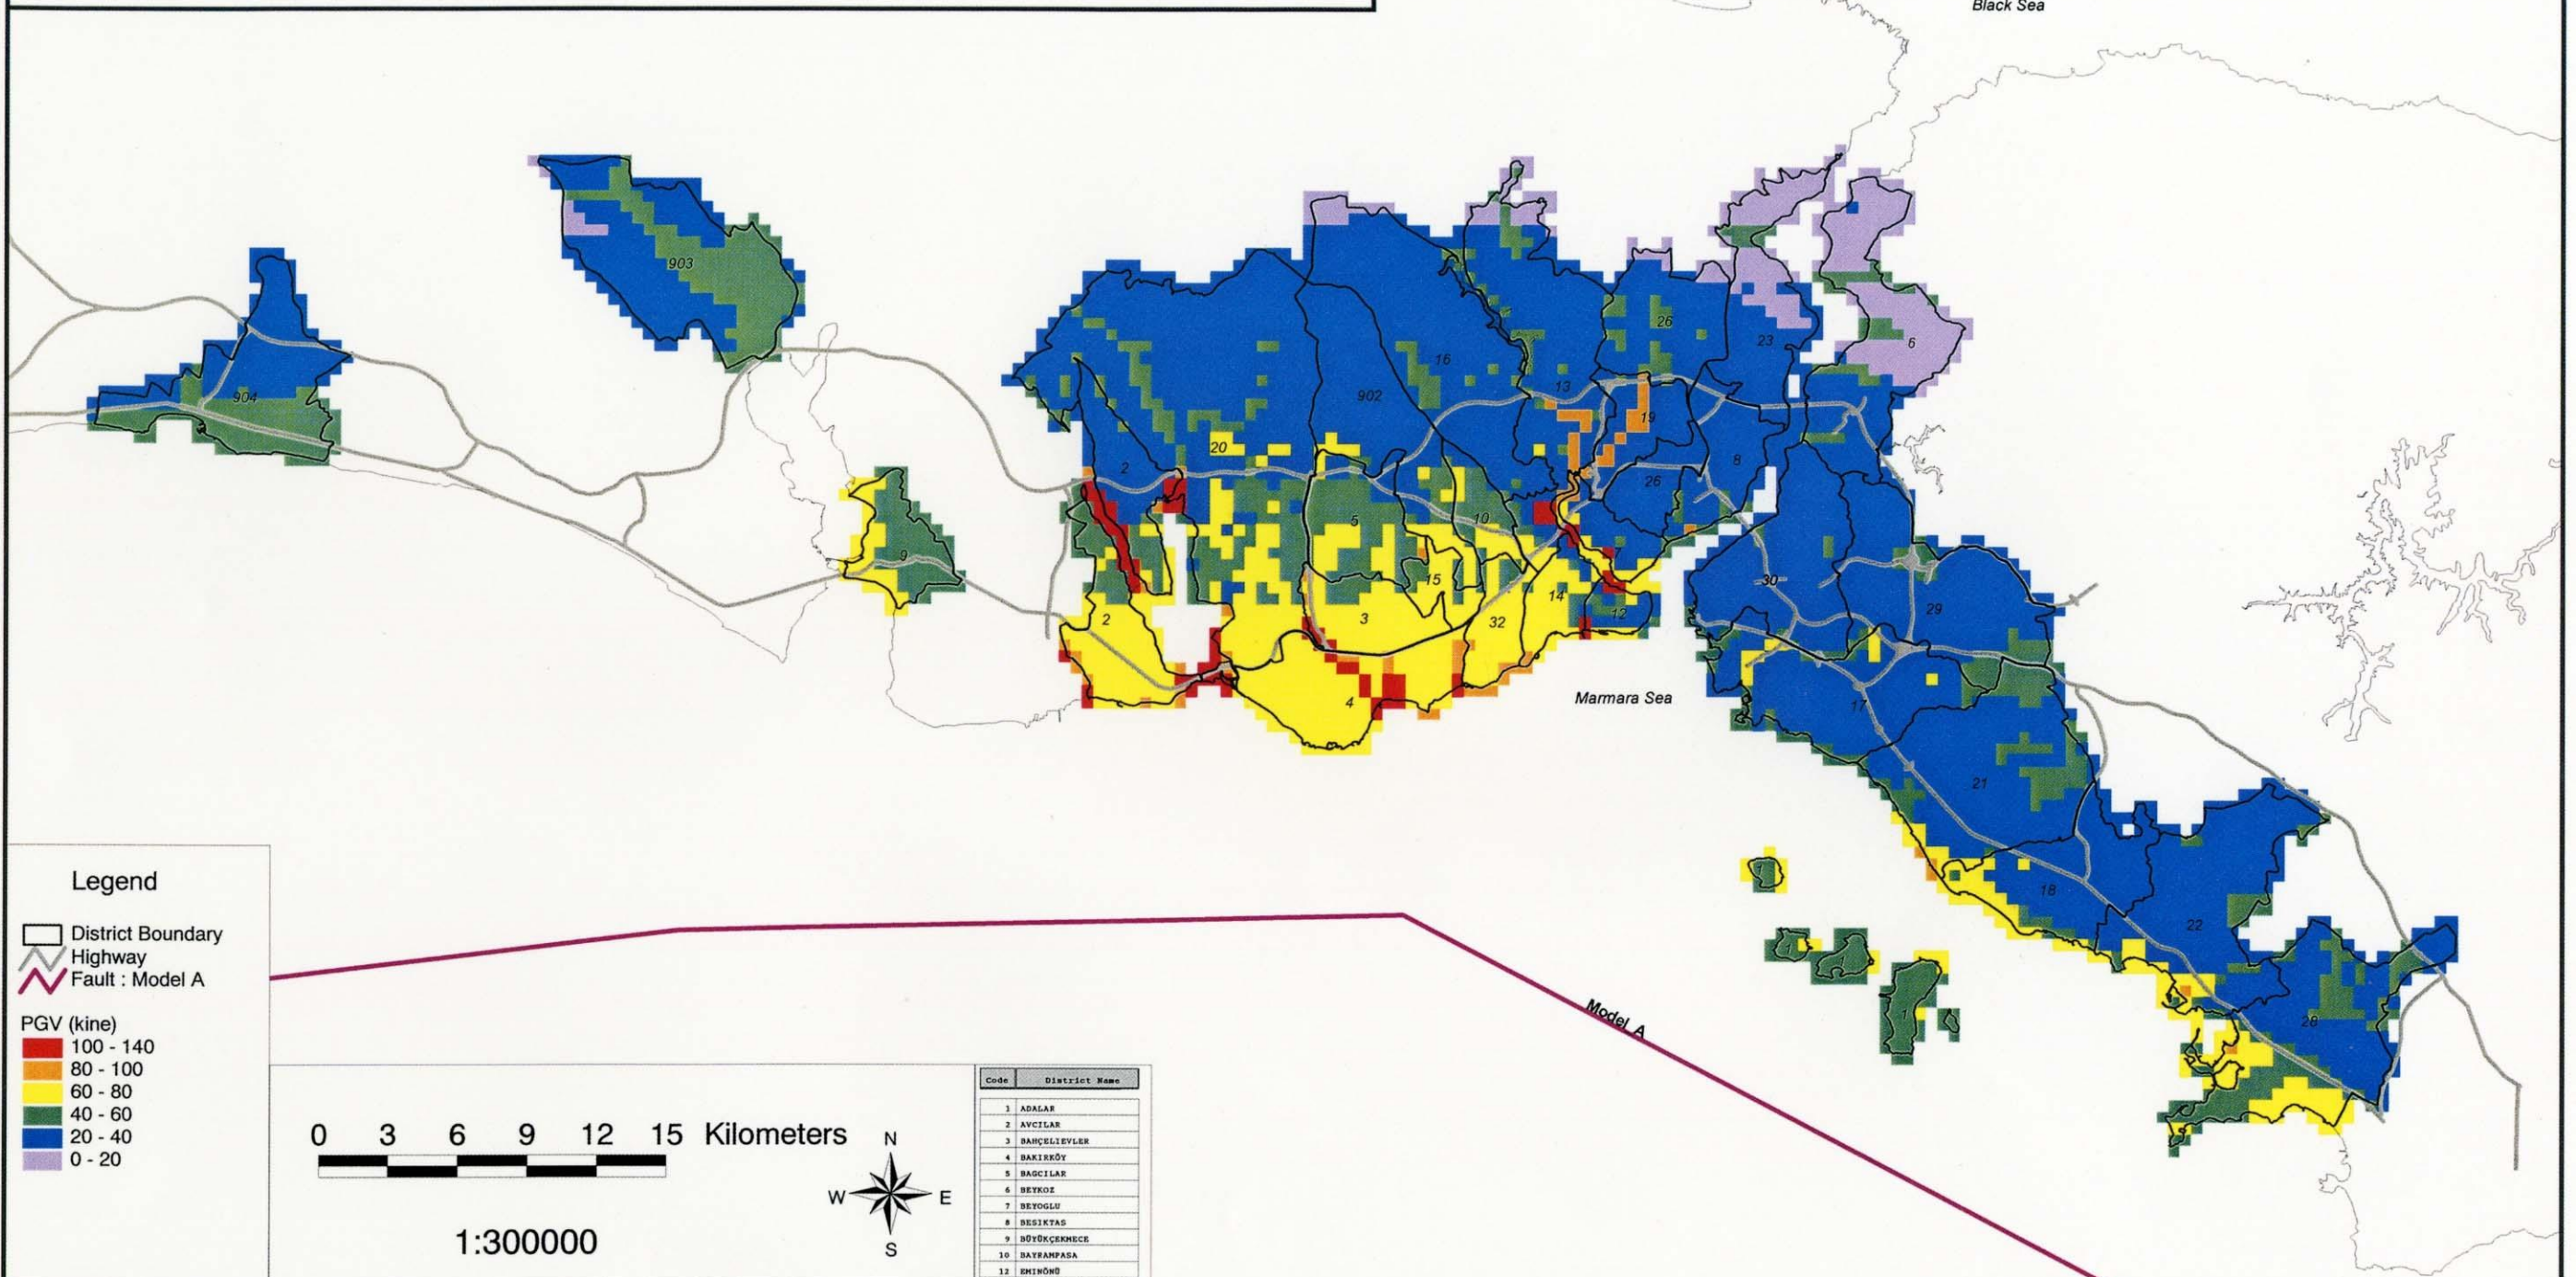 Black Sea
903
904
6
26
23
16
902
13
19
20
2
8
26
5
10
9
15
30
14
12
29
2
3
32
4
Marmara Sea
17
21
1
18
22
1
1
1
28
Model A
Legend
District Boundary
Highway
Fault : Model A
PGV (kine)
100 - 140
80 - 100
60 - 80
40 - 60
20 - 40
0 - 20
0 3 6 9 12 15 Kilometers
1:300000
N
W E
S
Code District Name
1 ADALAR
2 AVCILAR
3 BAHÇELIEVLER
4 BAKIRKÖY
5 BAGCILAR
6 BEYKOZ
7 BEYOGLU
8 BESIKTAS
9 BÜYÜKÇEKMECE
10 BAYRAMPASA
12 EMINÖNÜ